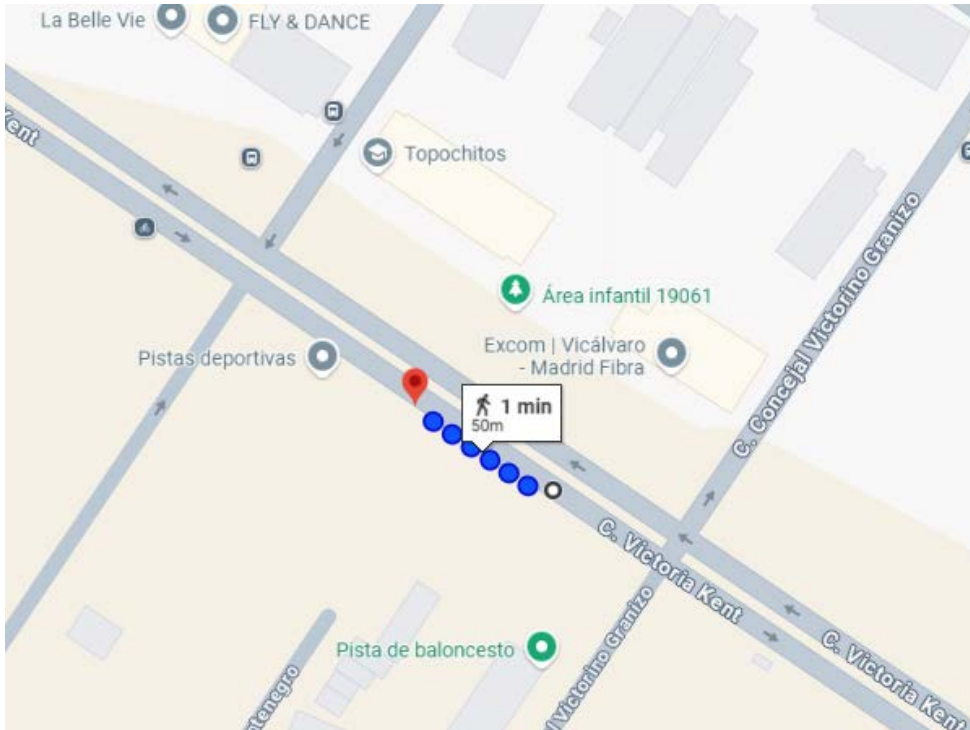 La Belle Vie
FLY & DANCE
Kent
Topochitos
Área infantil 19061
C. Concejal Victorino Granizo
Pistas deportivas
Excom | Vicálvaro
- Madrid Fibra
1 min
50m
C. Victoria Kent
C. Victoria Kent
Pista de baloncesto
l Victorino Granizo
ntenegro